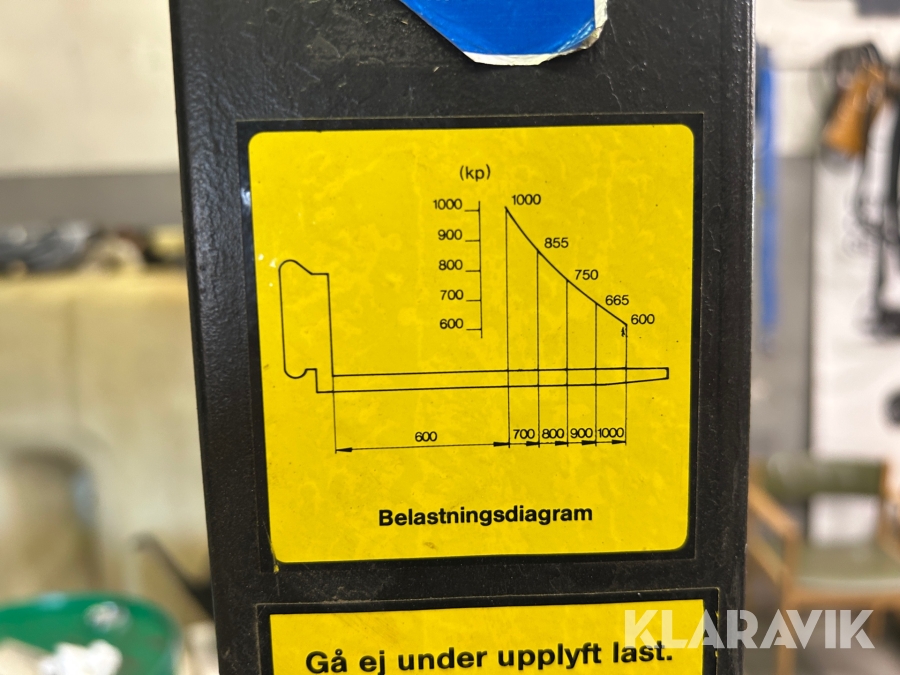 (kp)
1000
900
800
700
600
1000
855
750
665
600
600 700 800 900 1000
Belastningsdiagram
Gå ej under upplyft last.
KLARAVIK